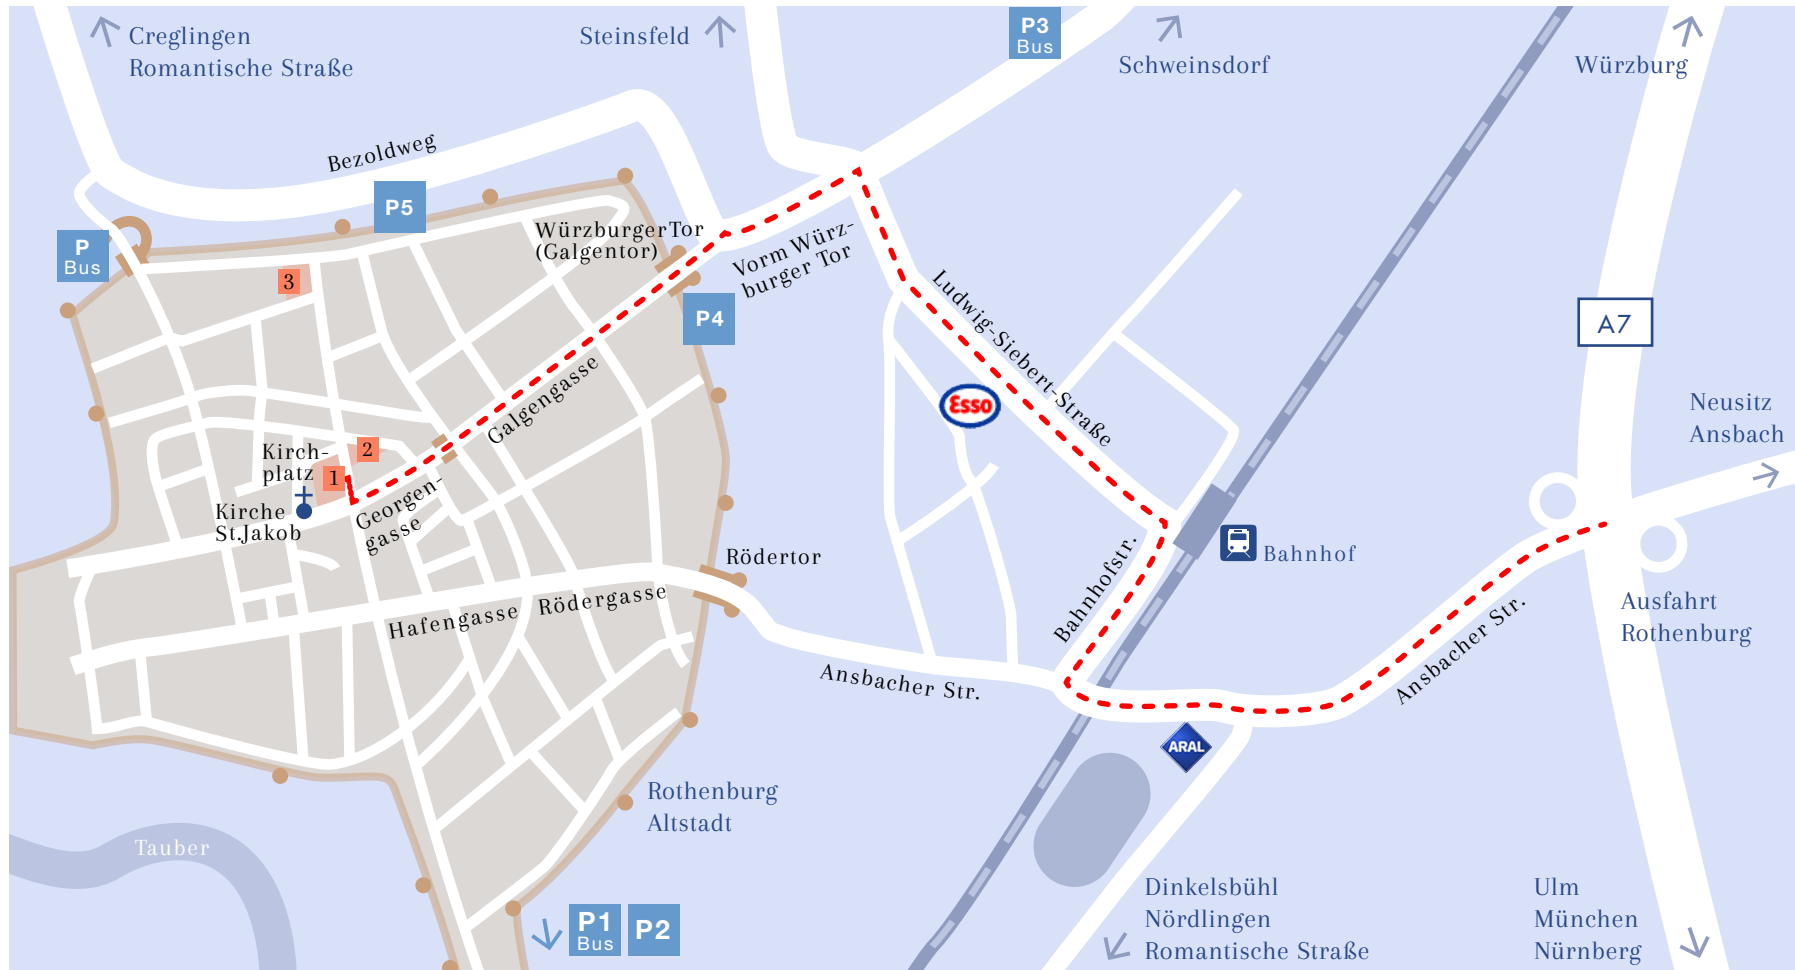 Creglingen
Romantische Straße
Steinsfeld
P3
Bus
Schweinsdorf
Würzburg
Bezoldweg
P5
P
Bus
Würzburger Tor
(Galgentor)
Vorm Würz-
burger Tor
3
P4
Ludwig-Siebert-Straße
A7
Esso
Galgengasse
Neusitz
Ansbach
2
Kirch-
platz
1
Georgen-
gasse
Kirche
St.Jakob
Rödertor
Bahnhofstr.
Bahnhof
Hafengasse
Rödergasse
Ausfahrt
Rothenburg
Ansbacher Str.
Ansbacher Str.
ARAL
Rothenburg
Altstadt
Tauber
P1
Bus
P2
Dinkelsbühl
Nördlingen
Romantische Straße
Ulm
München
Nürnberg